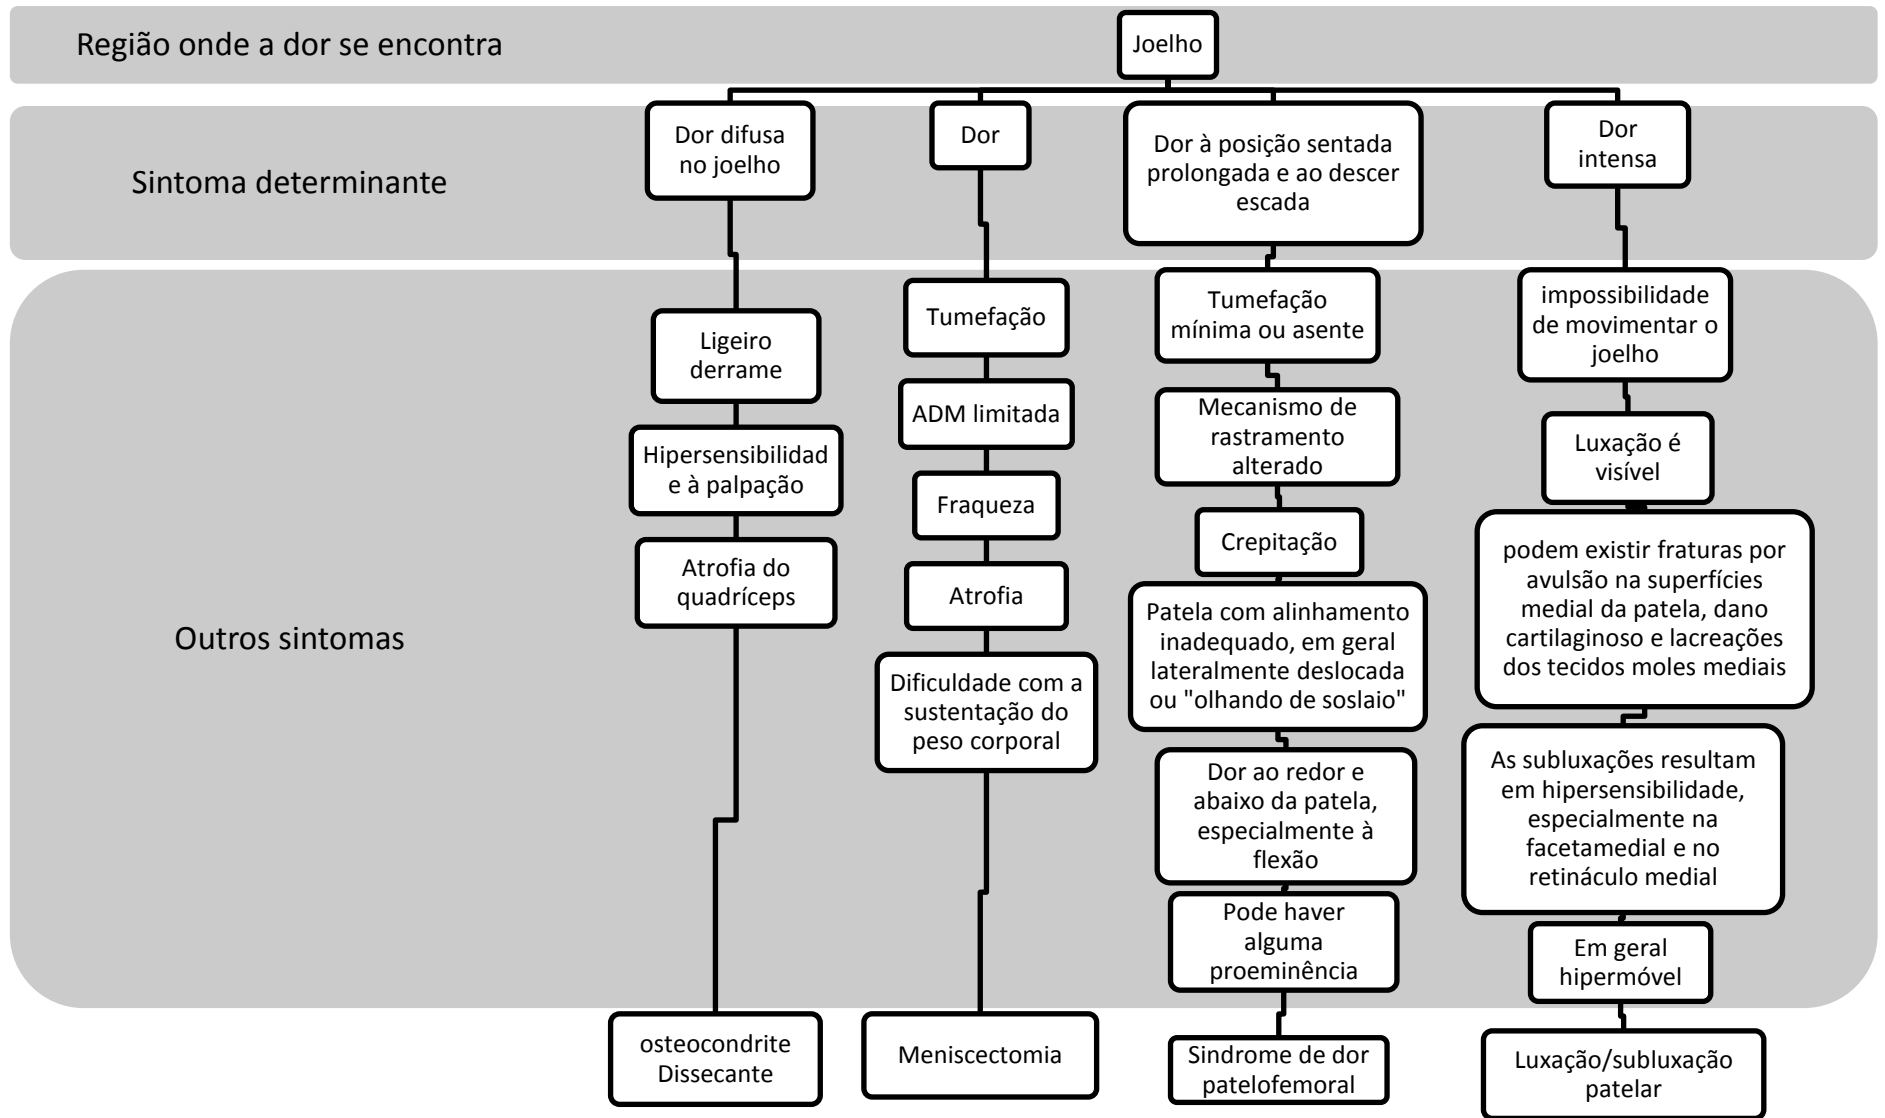 Região onde a dor se encontra
Joelho
Sintoma determinante
Dor difusa
no joelho
Dor
Dor à posição sentada
prolongada e ao descer
escada
Dor
intensa
Outros sintomas
Ligeiro
derrame
Hipersensibilidad
e à palpação
Atrofia do
quadríceps
osteocondrite
Dissecante
Tumefação
ADM limitada
Fraqueza
Atrofia
Dificuldade com a
sustentação do
peso corporal
Meniscectomia
Tumefação
mínima ou asente
Mecanismo de
rastramento
alterado
Crepitação
Patela com alinhamento
inadequado, em geral
lateralmente deslocada
ou "olhando de soslaio"
Dor ao redor e
abaixo da patela,
especialmente à
flexão
Pode haver
alguma
proeminência
Sindrome de dor
patelofemoral
impossibilidade
de movimentar o
joelho
Luxação é
visível
podem existir fraturas por
avulsão na superfícies
medial da patela, dano
cartilaginoso e lacreações
dos tecidos moles mediais
As subluxações resultam
em hipersensibilidade,
especialmente na
facetamedial e no
retináculo medial
Em geral
hipermóvel
Luxação/subluxação
patelar